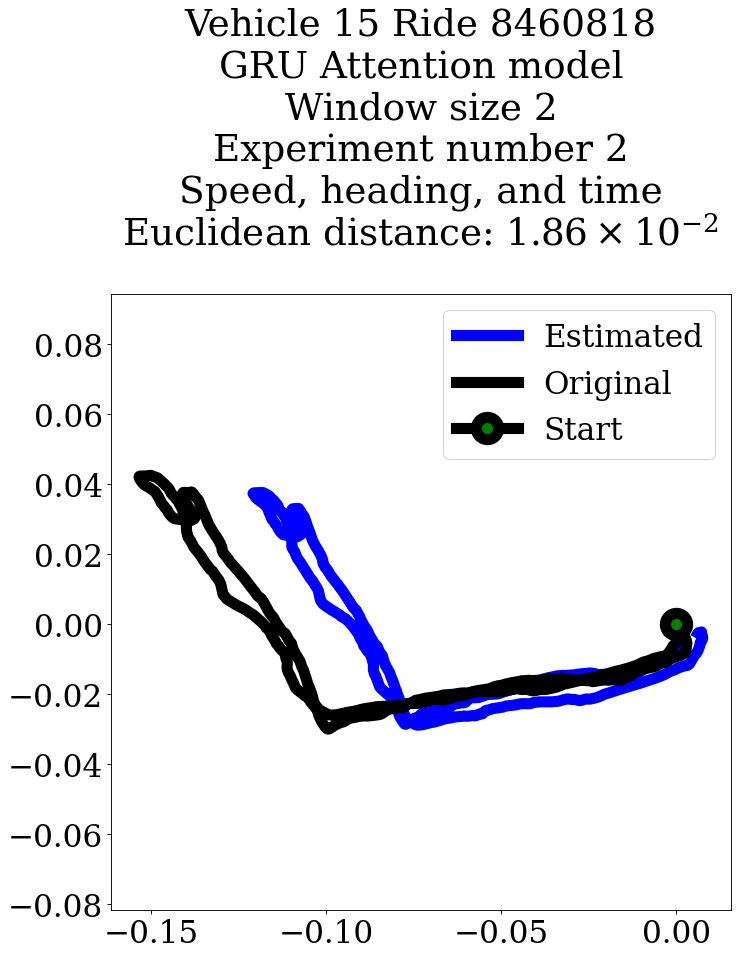 Vehicle 15 Ride 8460818
GRU Attention model
Window size 2
Experiment number 2
Speed, heading, and time
Euclidean distance: 1.86 × 10⁻²
Estimated
Original
Start
0.08
0.06
0.04
0.02
0.00
−0.02
−0.04
−0.06
−0.08
−0.15
−0.10
−0.05
0.00